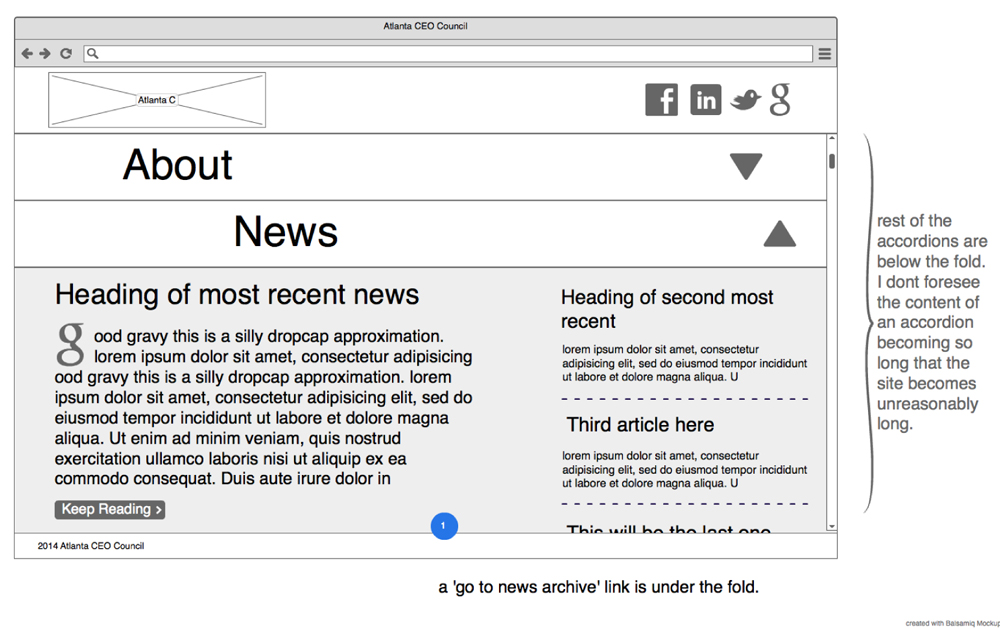 Atlanta CEO Council
Atlanta C
About
News
Heading of most recent news
good gravy this is a silly dropcap approximation.
lorem ipsum dolor sit amet, consectetur adipisicing
ood gravy this is a silly dropcap approximation. lorem
ipsum dolor sit amet, consectetur adipisicing elit, sed do
eiusmod tempor incididunt ut labore et dolore magna
aliqua. Ut enim ad minim veniam, quis nostrud
exercitation ullamco laboris nisi ut aliquip ex ea
commodo consequat. Duis aute irure dolor in
Keep Reading >
Heading of second most
recent
lorem ipsum dolor sit amet, consectetur
adipisicing elit, sed do eiusmod tempor incididunt
ut labore et dolore magna aliqua. U
Third article here
lorem ipsum dolor sit amet, consectetur
adipisicing elit, sed do eiusmod tempor incididunt
ut labore et dolore magna aliqua. U
This will be the last one
1
2014 Atlanta CEO Council
rest of the
accordions are
below the fold.
I dont foresee
the content of
an accordion
becoming so
long that the
site becomes
unreasonably
long.
a 'go to news archive' link is under the fold.
created with Balsamiq Mockup